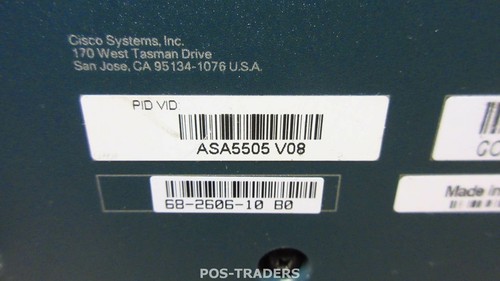 Cisco Systems, Inc.
170 West Tasman Drive
San Jose, CA 95134-1076 U.S.A.
PID VID:
ASA5505 V08
CO
68-2606-10 B0
Made in
POS-TRADERS